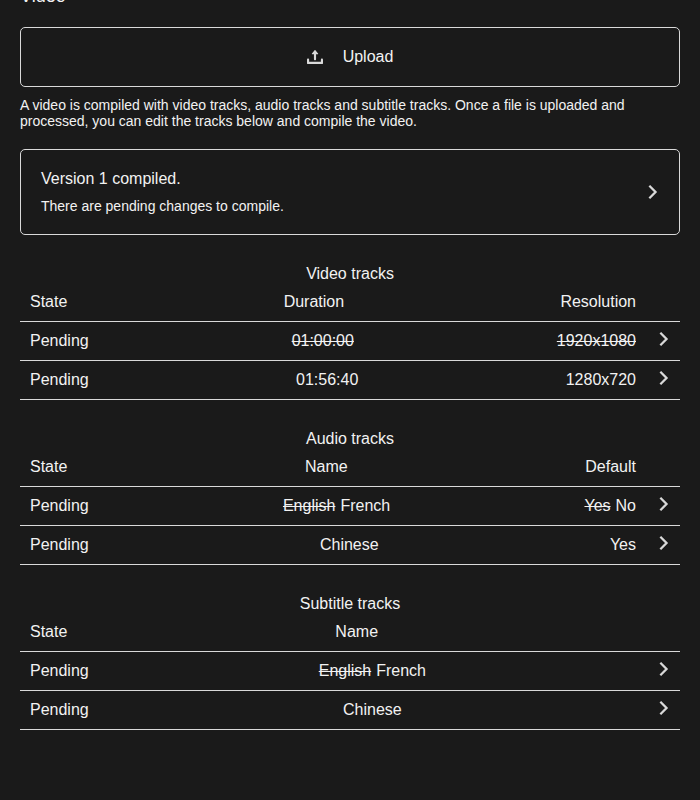 Video
Upload
A video is compiled with video tracks, audio tracks and subtitle tracks. Once a file is uploaded and
processed, you can edit the tracks below and compile the video.
Version 1 compiled.
There are pending changes to compile.
Video tracks
State Duration Resolution
Pending 01:00:00 1920x1080
Pending 01:56:40 1280x720
Audio tracks
State Name Default
Pending English French Yes No
Pending Chinese Yes
Subtitle tracks
State Name
Pending English French
Pending Chinese